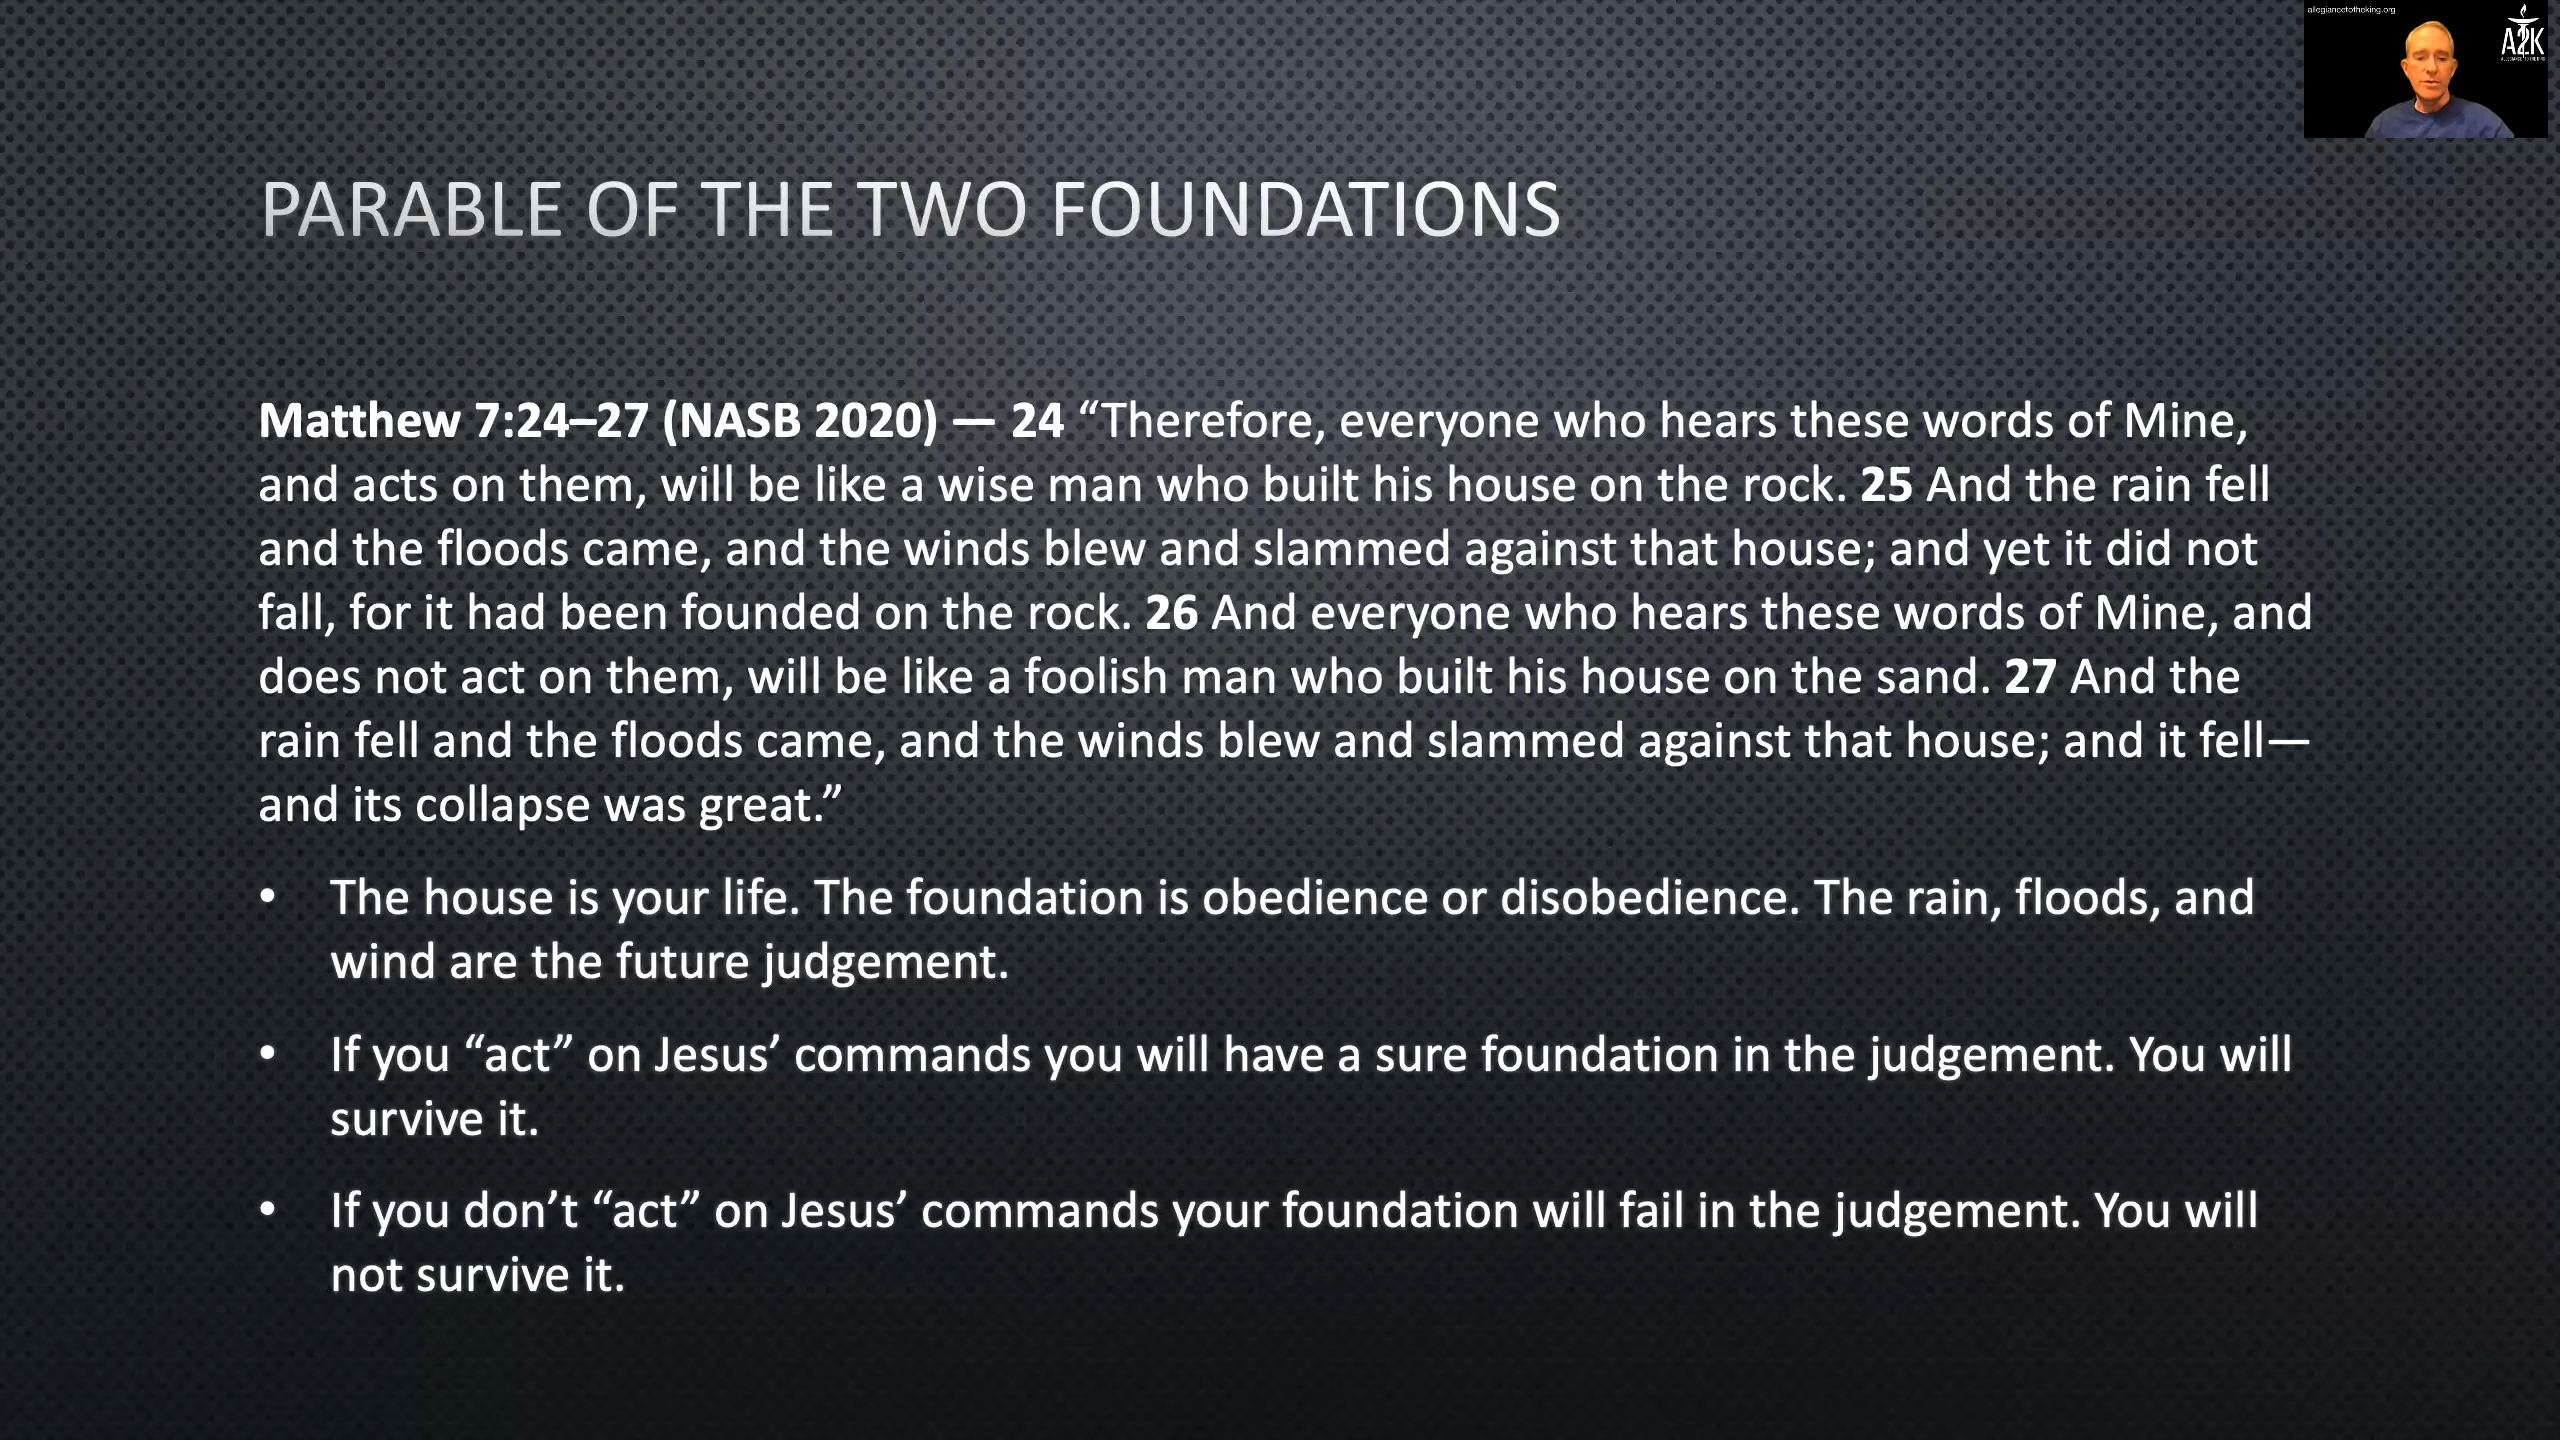 allegiancetotheking.org
A2K
ALLEGIANCE TO THE KING
PARABLE OF THE TWO FOUNDATIONS
Matthew 7:24–27 (NASB 2020) — 24 “Therefore, everyone who hears these words of Mine,
and acts on them, will be like a wise man who built his house on the rock. 25 And the rain fell
and the floods came, and the winds blew and slammed against that house; and yet it did not
fall, for it had been founded on the rock. 26 And everyone who hears these words of Mine, and
does not act on them, will be like a foolish man who built his house on the sand. 27 And the
rain fell and the floods came, and the winds blew and slammed against that house; and it fell—
and its collapse was great.”
• The house is your life. The foundation is obedience or disobedience. The rain, floods, and
wind are the future judgement.
• If you “act” on Jesus’ commands you will have a sure foundation in the judgement. You will
survive it.
• If you don’t “act” on Jesus’ commands your foundation will fail in the judgement. You will
not survive it.